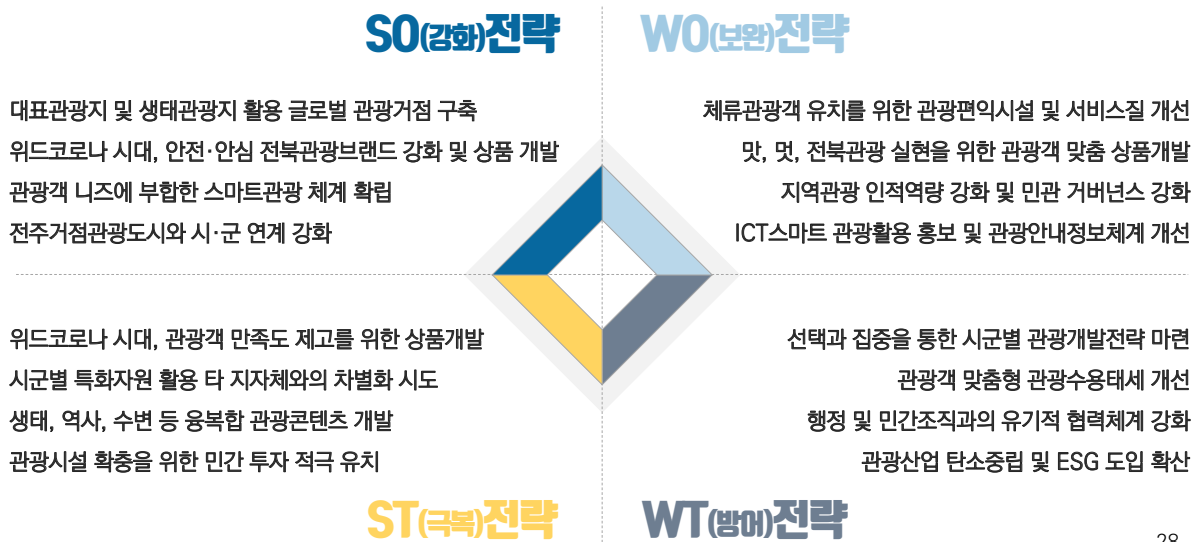 SO(강화)전략
대표관광지 및 생태관광지 활용 글로벌 관광거점 구축
위드코로나 시대, 안전·안심 전북관광브랜드 강화 및 상품 개발
관광객 니즈에 부합한 스마트관광 체계 확립
전주거점관광도시와 시·군 연계 강화
WO(보완)전략
체류관광객 유치를 위한 관광편익시설 및 서비스질 개선
맛, 멋, 전북관광 실현을 위한 관광객 맞춤 상품개발
지역관광 인적역량 강화 및 민관 거버넌스 강화
ICT스마트 관광활용 홍보 및 관광안내정보체계 개선
위드코로나 시대, 관광객 만족도 제고를 위한 상품개발
시군별 특화자원 활용 타 지자체와의 차별화 시도
생태, 역사, 수변 등 융복합 관광콘텐츠 개발
관광시설 확충을 위한 민간 투자 적극 유치
ST(극복)전략
선택과 집중을 통한 시군별 관광개발전략 마련
관광객 맞춤형 관광수용태세 개선
행정 및 민간조직과의 유기적 협력체계 강화
관광산업 탄소중립 및 ESG 도입 확산
WT(방어)전략
28